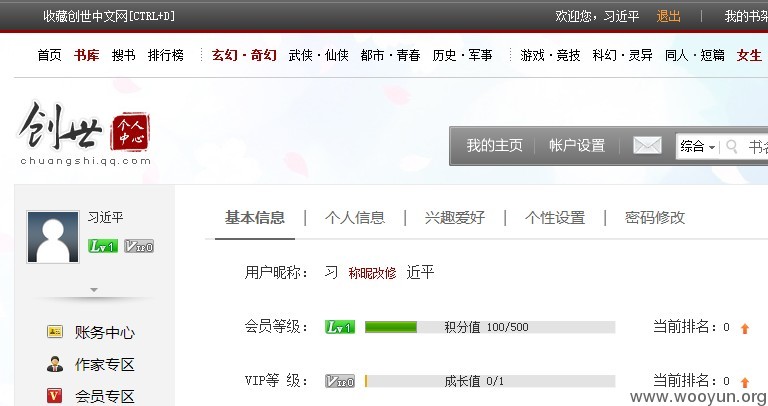 收藏创世中文网[CTRL+D] 欢迎您，习近平 退出 | 我的书架
首页 书库 搜书 排行榜 玄幻·奇幻 武侠·仙侠 都市·青春 历史·军事 游戏·竞技 科幻·灵异 同人·短篇 女生
创世 个人中心
chuangshi.qq.com
我的主页 帐户设置 综合 书名
习近平
Lv1 VIP0
基本信息 | 个人信息 | 兴趣爱好 | 个性设置 | 密码修改
用户昵称： 习 称昵改修 近平
会员等级： Lv1 积分值 100/500 当前排名：0
VIP等 级： VIP0 成长值 0/1 当前排名：0
账务中心
作家专区
会员专区
www.wooyun.org